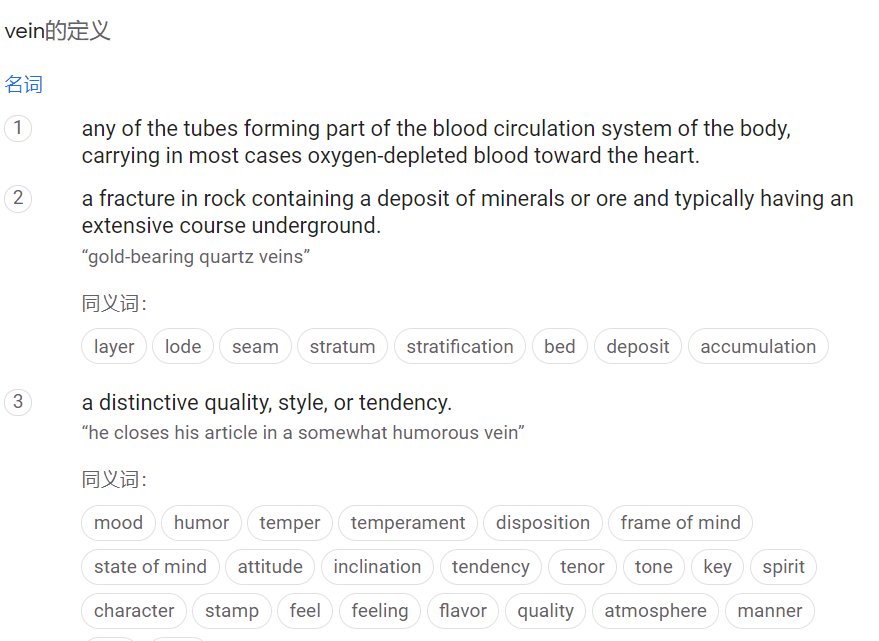 vein的定义
名词
1
any of the tubes forming part of the blood circulation system of the body,
carrying in most cases oxygen-depleted blood toward the heart.
2
a fracture in rock containing a deposit of minerals or ore and typically having an
extensive course underground.
“gold-bearing quartz veins”
同义词：
layer lode seam stratum stratification bed deposit accumulation
3
a distinctive quality, style, or tendency.
“he closes his article in a somewhat humorous vein”
同义词：
mood humor temper temperament disposition frame of mind
state of mind attitude inclination tendency tenor tone key spirit
character stamp feel feeling flavor quality atmosphere manner